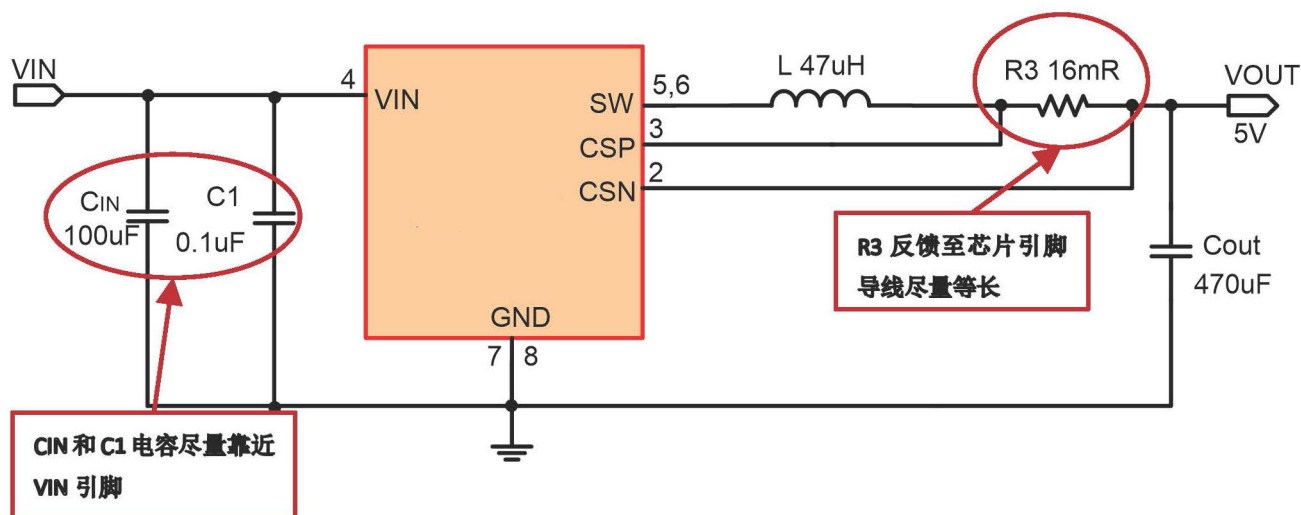 VIN
4
VIN
CIN
100uF
C1
0.1uF
SW
5,6
CSP
3
CSN
2
GND
7
8
L 47uH
R3 16mR
VOUT
5V
Cout
470uF
R3 反馈至芯片引脚
导线尽量等长
CIN 和 C1 电容尽量靠近
VIN 引脚